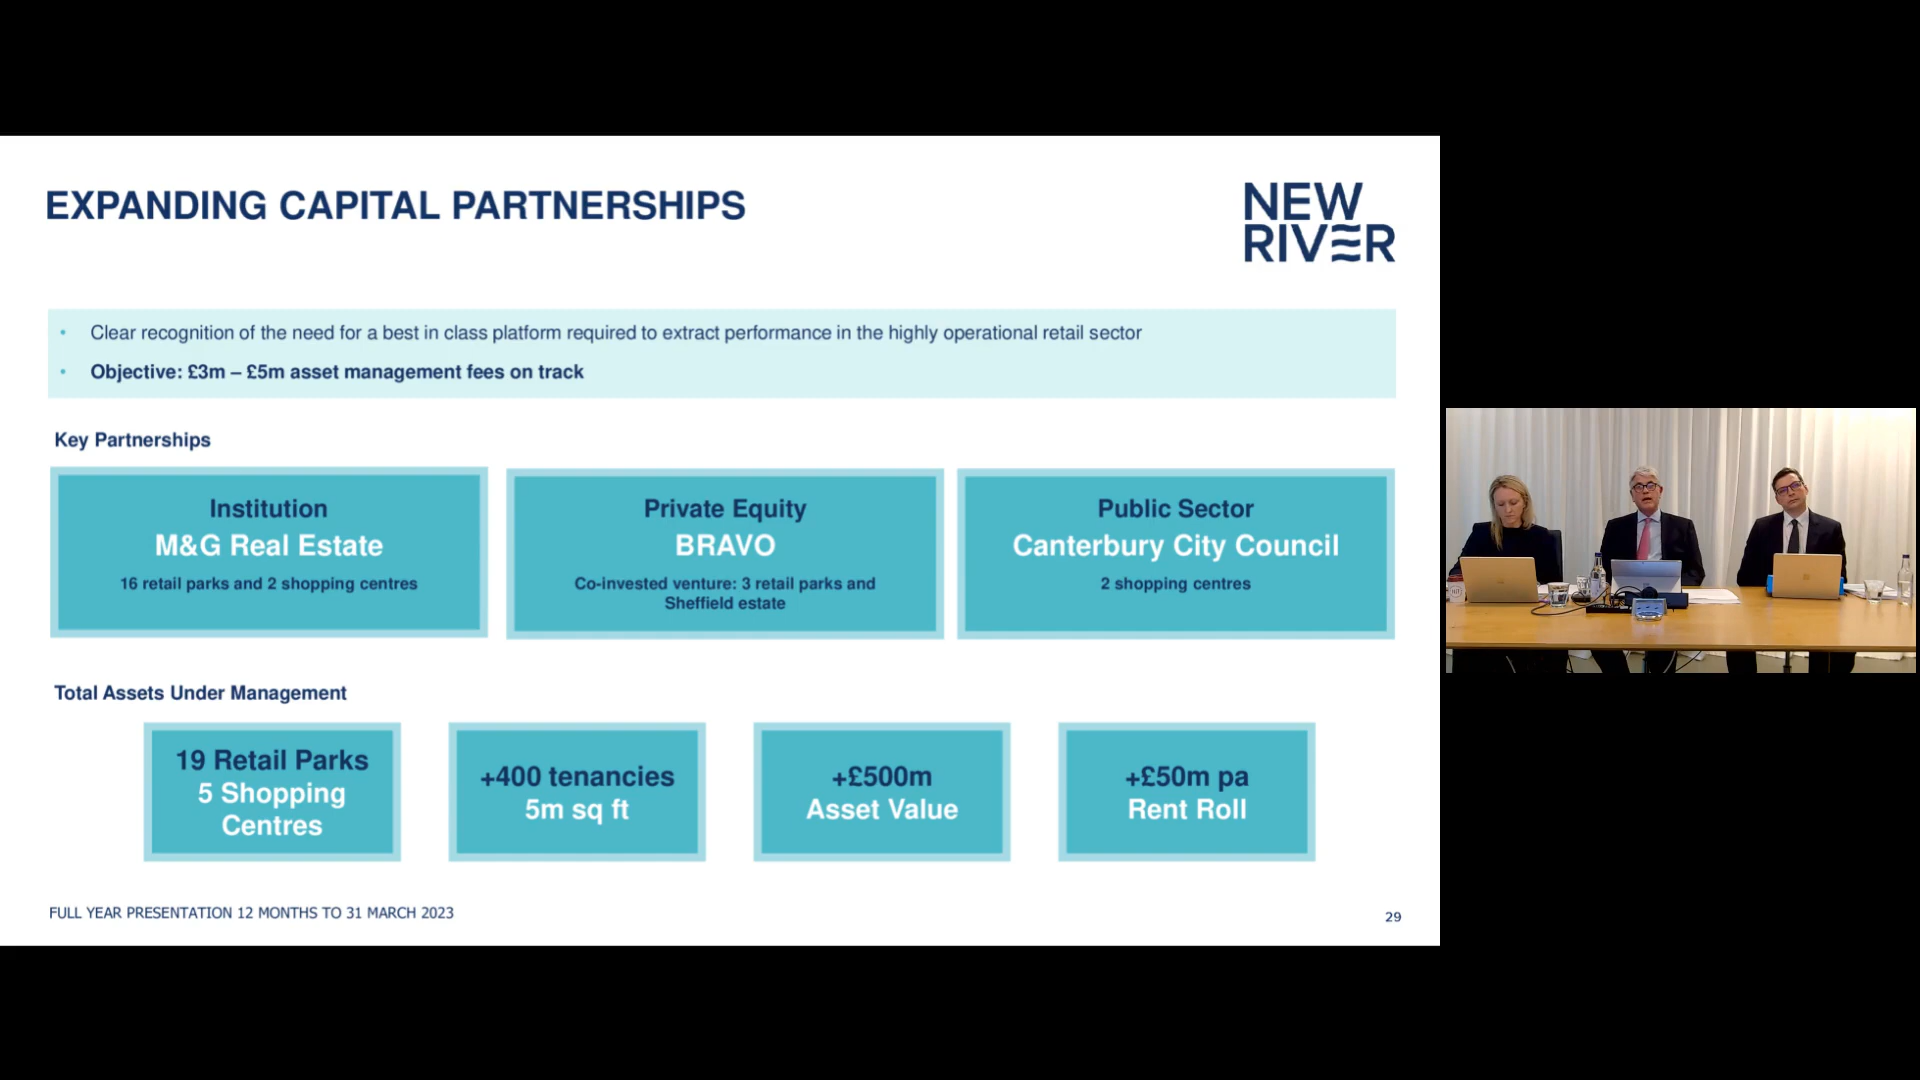 EXPANDING CAPITAL PARTNERSHIPS
NEW
RIVER
• Clear recognition of the need for a best in class platform required to extract performance in the highly operational retail sector
• Objective: £3m – £5m asset management fees on track
Key Partnerships
Institution
M&G Real Estate
16 retail parks and 2 shopping centres
Private Equity
BRAVO
Co-invested venture: 3 retail parks and
Sheffield estate
Public Sector
Canterbury City Council
2 shopping centres
Total Assets Under Management
19 Retail Parks
5 Shopping
Centres
+400 tenancies
5m sq ft
+£500m
Asset Value
+£50m pa
Rent Roll
FULL YEAR PRESENTATION 12 MONTHS TO 31 MARCH 2023
29